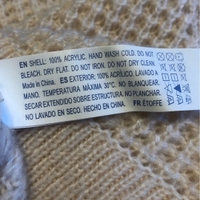 EN SHELL: 100% ACRYLIC. HAND WASH COLD. DO NOT
BLEACH. DRY FLAT. DO NOT IRON. DO NOT DRY CLEAN.
Made in China. ES EXTERIOR: 100% ACRÍLICO. LAVADO A
MANO. TEMPERATURA MÁXIMA 30°C. NO BLANQUEAR.
SECAR EXTENDIDO SOBRE ESTRUCTURA. NO PLANCHAR.
NO LAVADO EN SECO. HECHO EN CHINA. FR ÉTOFFE